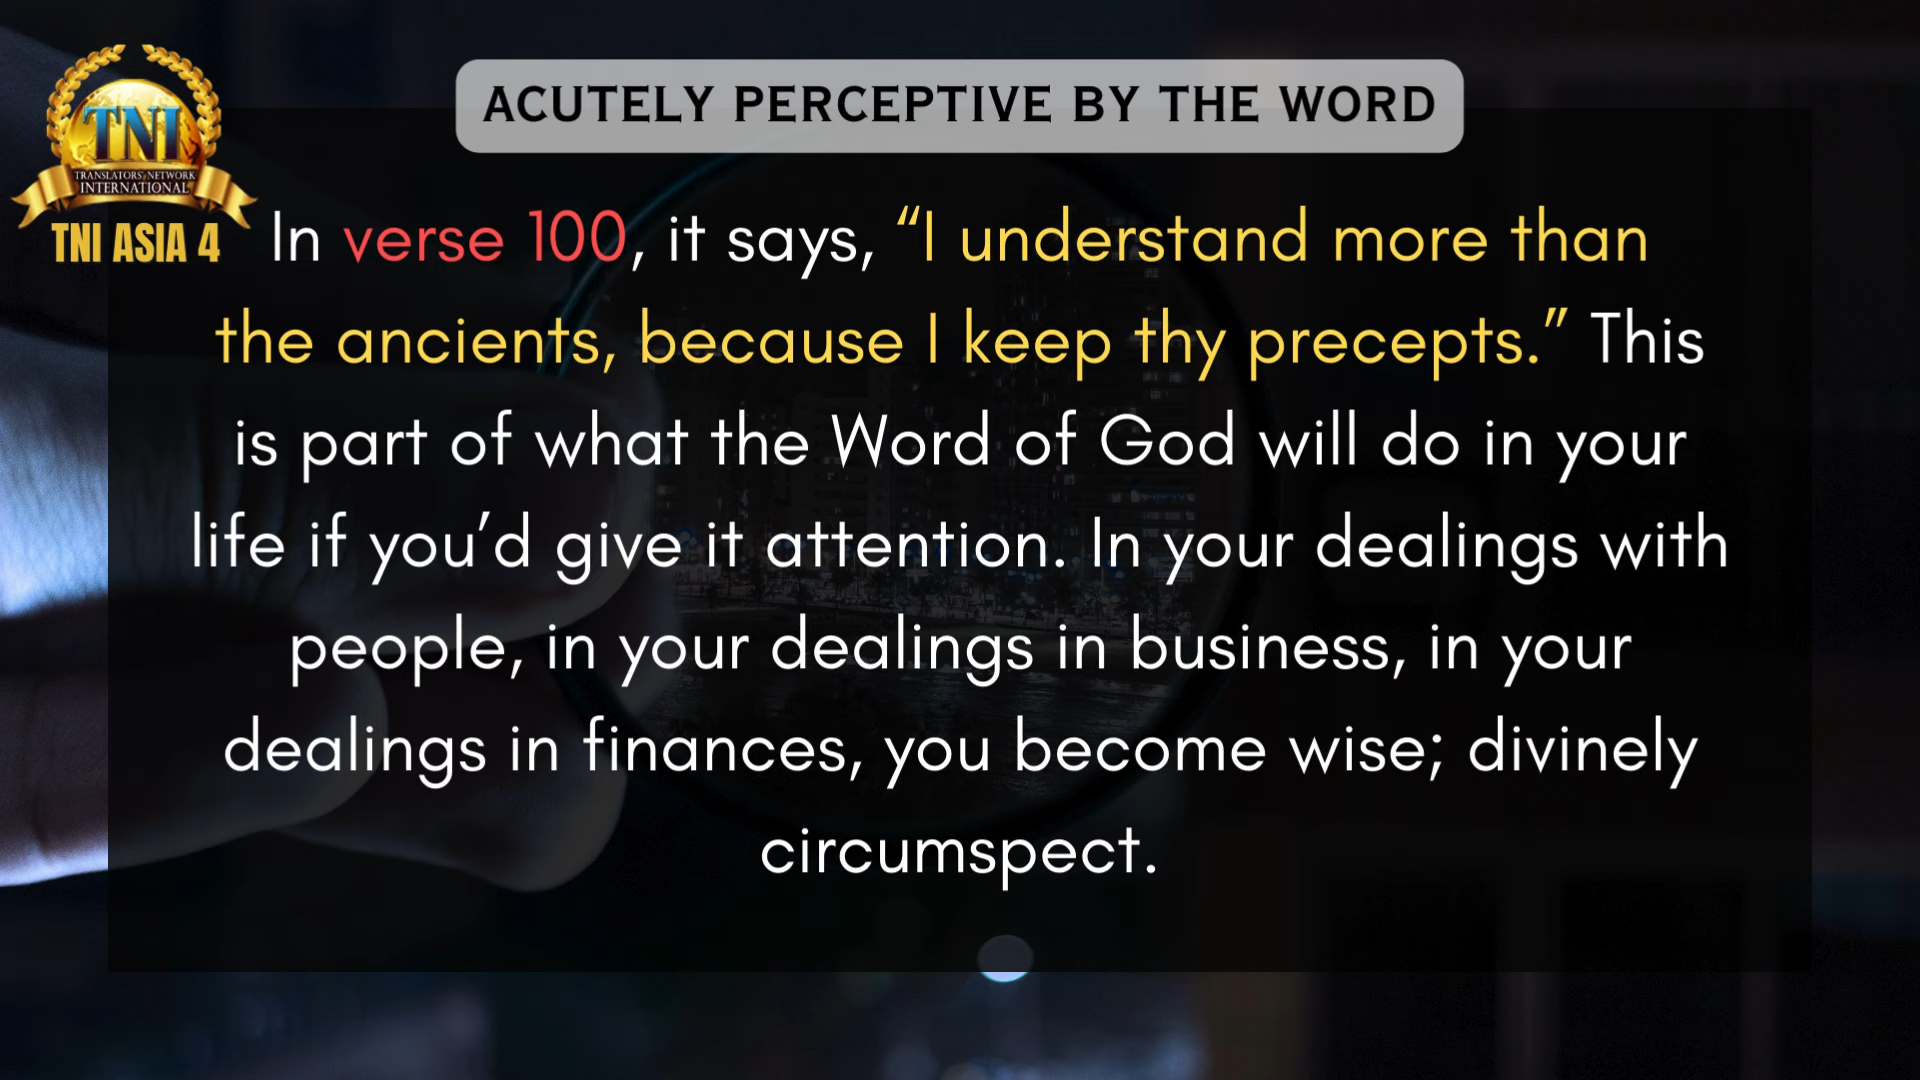 TNI
TRANSLATORS' NETWORK
INTERNATIONAL
TNI ASIA 4
ACUTELY PERCEPTIVE BY THE WORD
In verse 100, it says, “I understand more than
the ancients, because I keep thy precepts.” This
is part of what the Word of God will do in your
life if you’d give it attention. In your dealings with
people, in your dealings in business, in your
dealings in finances, you become wise; divinely
circumspect.